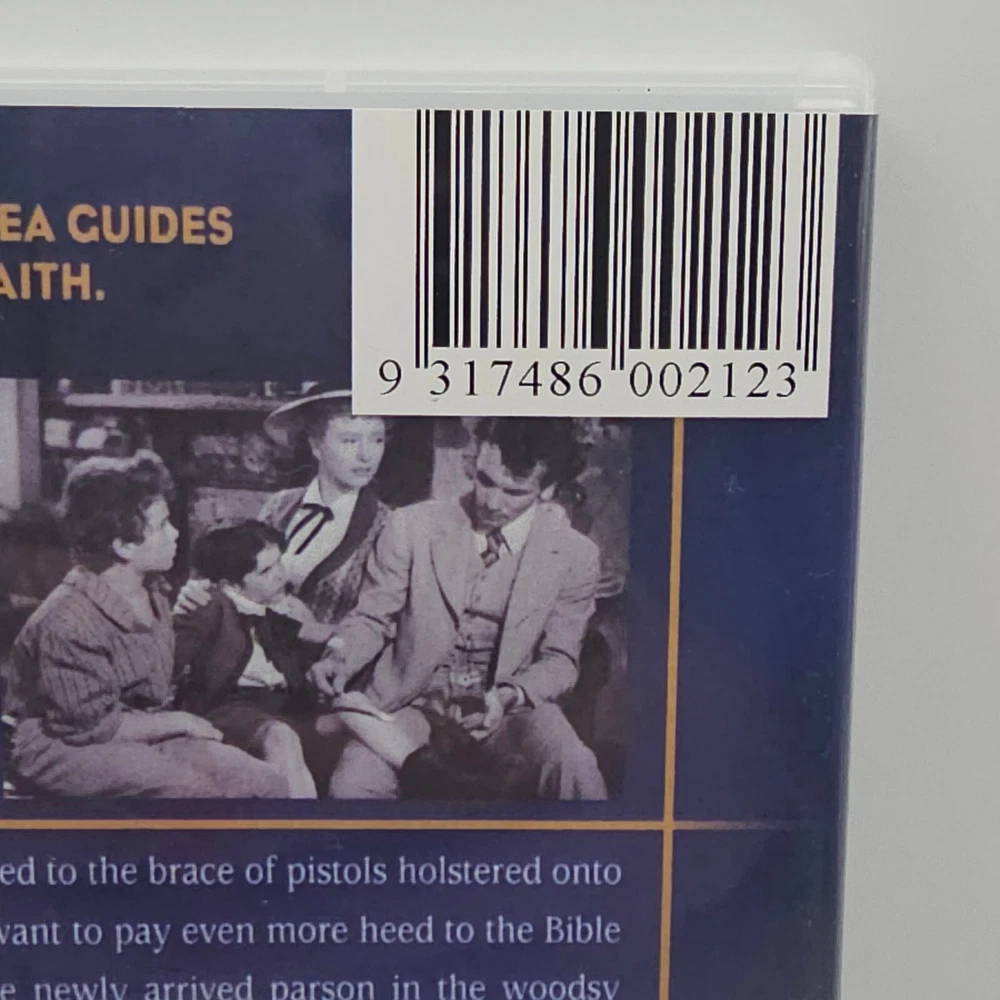 EA GUIDES
AITH.
9 317486 002123
ed to the brace of pistols holstered onto
want to pay even more heed to the Bible
e newly arrived parson in the woodsy